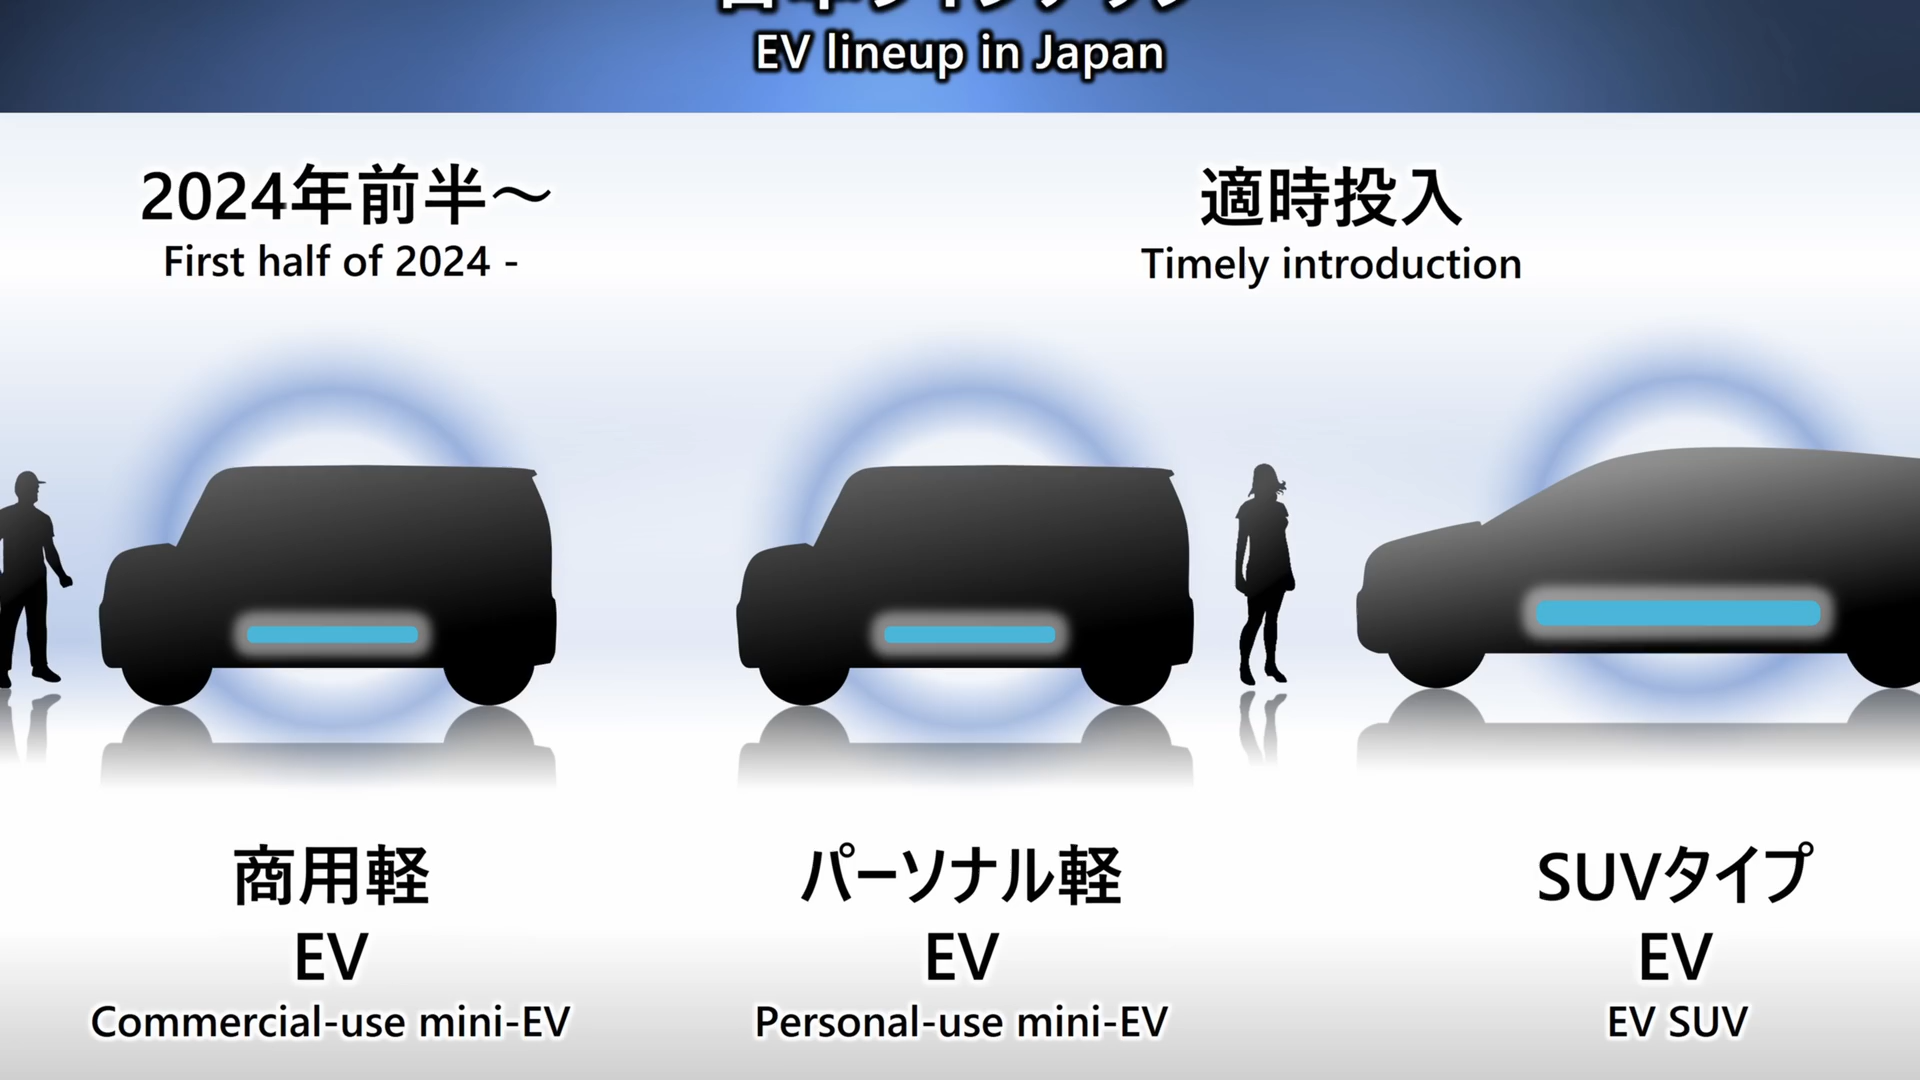 EV lineup in Japan
2024年前半～
First half of 2024 -
適時投入
Timely introduction
商用軽
EV
Commercial-use mini-EV
パーソナル軽
EV
Personal-use mini-EV
SUVタイプ
EV
EV SUV